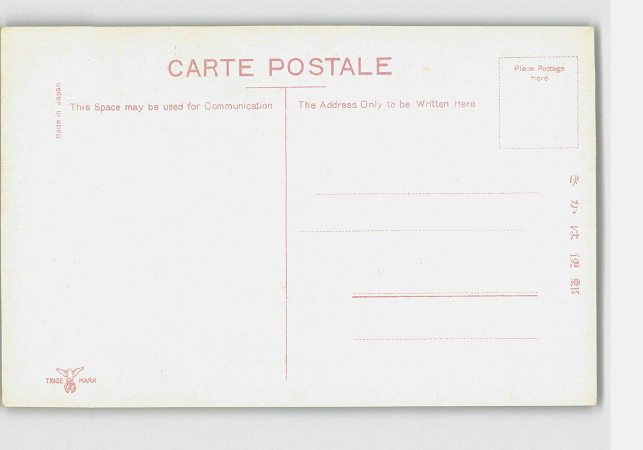 CARTE POSTALE
Made in Japan
This Space may be used for Communication
The Address Only to be Written Here
Place Postage
Here
きかは便郵
TRADE MARK